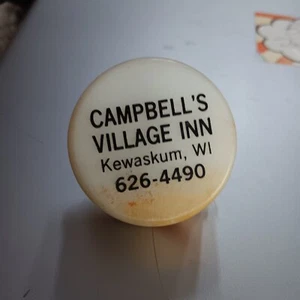 CAMPBELL'S
VILLAGE INN
Kewaskum, WI
626-4490